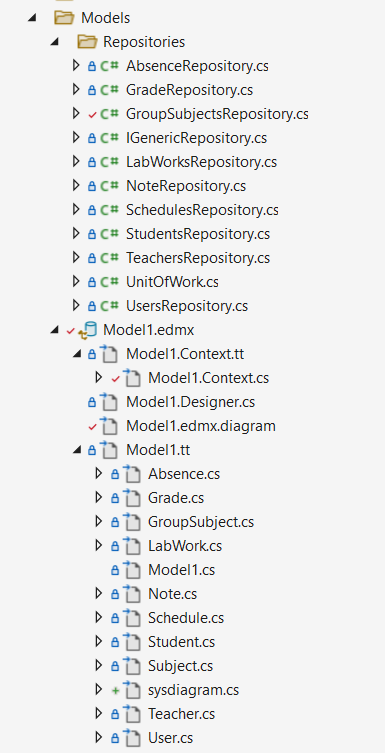 Models
Repositories
C# AbsenceRepository.cs
C# GradeRepository.cs
C# GroupSubjectsRepository.cs
C# IGenericRepository.cs
C# LabWorksRepository.cs
C# NoteRepository.cs
C# SchedulesRepository.cs
C# StudentsRepository.cs
C# TeachersRepository.cs
C# UnitOfWork.cs
C# UsersRepository.cs
Model1.edmx
Model1.Context.tt
Model1.Context.cs
Model1.Designer.cs
Model1.edmx.diagram
Model1.tt
Absence.cs
Grade.cs
GroupSubject.cs
LabWork.cs
Model1.cs
Note.cs
Schedule.cs
Student.cs
Subject.cs
sysdiagram.cs
Teacher.cs
User.cs